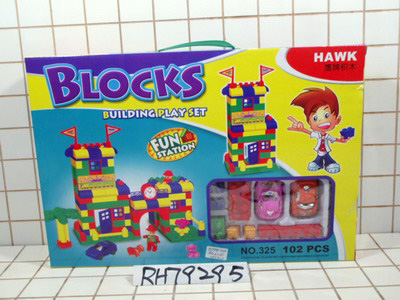 HAWK
BLOCKS
BUILDING PLAY SET
FUN
STATION
NO.325 102 PCS
RH79295